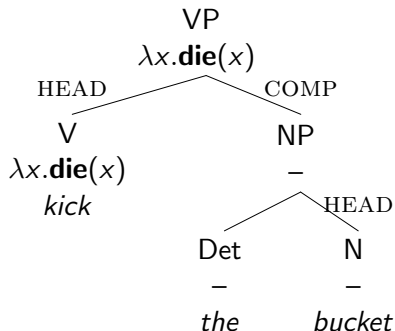 VP
λx.die(x)
HEAD COMP
V NP
λx.die(x) –
kick
HEAD
Det N
– –
the bucket